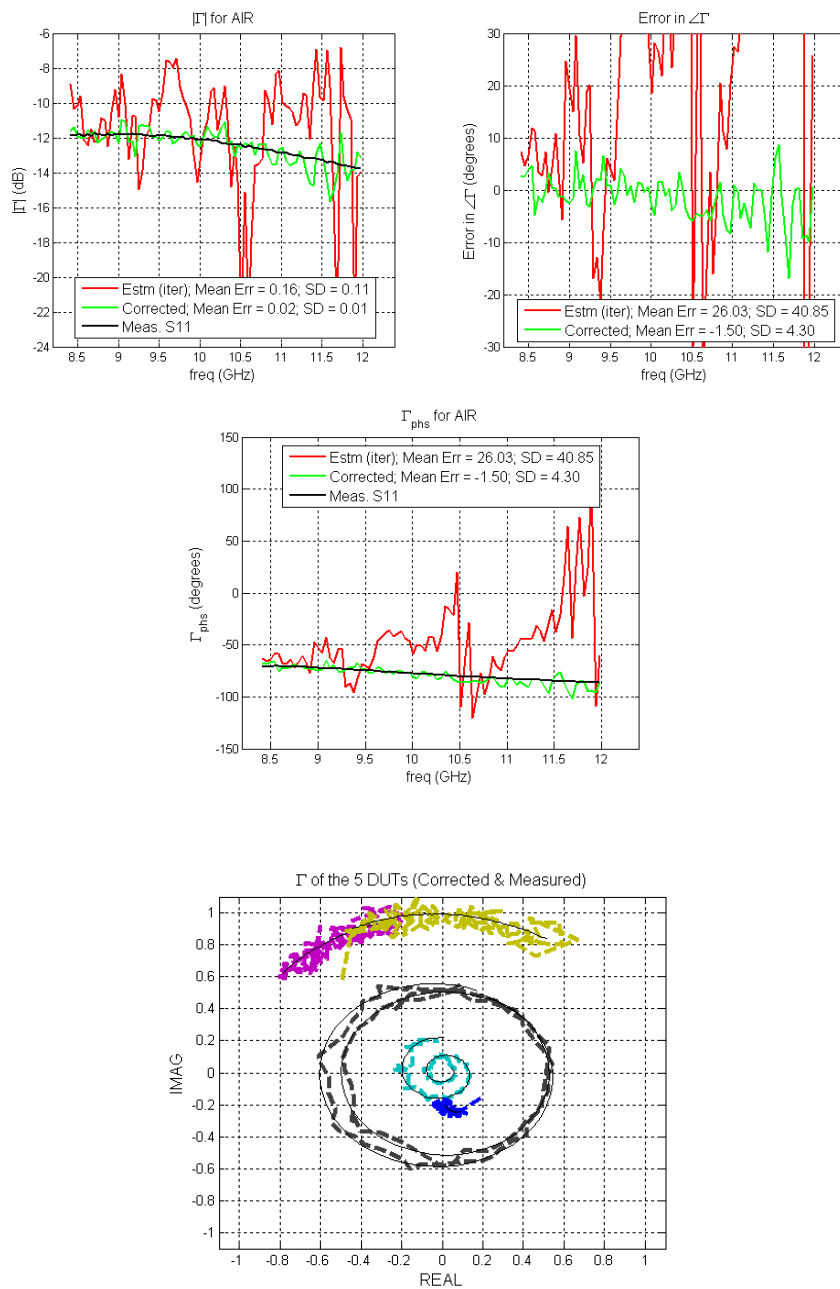 |Γ| for AIR
-6
-8
-10
-12
-14
-16
-18
-20
-22
-24
|Γ| (dB)
Estm (iter); Mean Err = 0.16; SD = 0.11
Corrected; Mean Err = 0.02; SD = 0.01
Meas. S11
8.5 9 9.5 10 10.5 11 11.5 12
freq (GHz)
Error in ∠Γ
30
20
10
0
-10
-20
-30
Error in ∠Γ (degrees)
Estm (iter); Mean Err = 26.03; SD = 40.85
Corrected; Mean Err = -1.50; SD = 4.30
8.5 9 9.5 10 10.5 11 11.5 12
freq (GHz)
Γphs for AIR
150
100
50
0
-50
-100
-150
Γphs (degrees)
Estm (iter); Mean Err = 26.03; SD = 40.85
Corrected; Mean Err = -1.50; SD = 4.30
Meas. S11
8.5 9 9.5 10 10.5 11 11.5 12
freq (GHz)
Γ of the 5 DUTs (Corrected & Measured)
1
0.8
0.6
0.4
0.2
0
-0.2
-0.4
-0.6
-0.8
-1
IMAG
-1 -0.8 -0.6 -0.4 -0.2 0 0.2 0.4 0.6 0.8 1
REAL